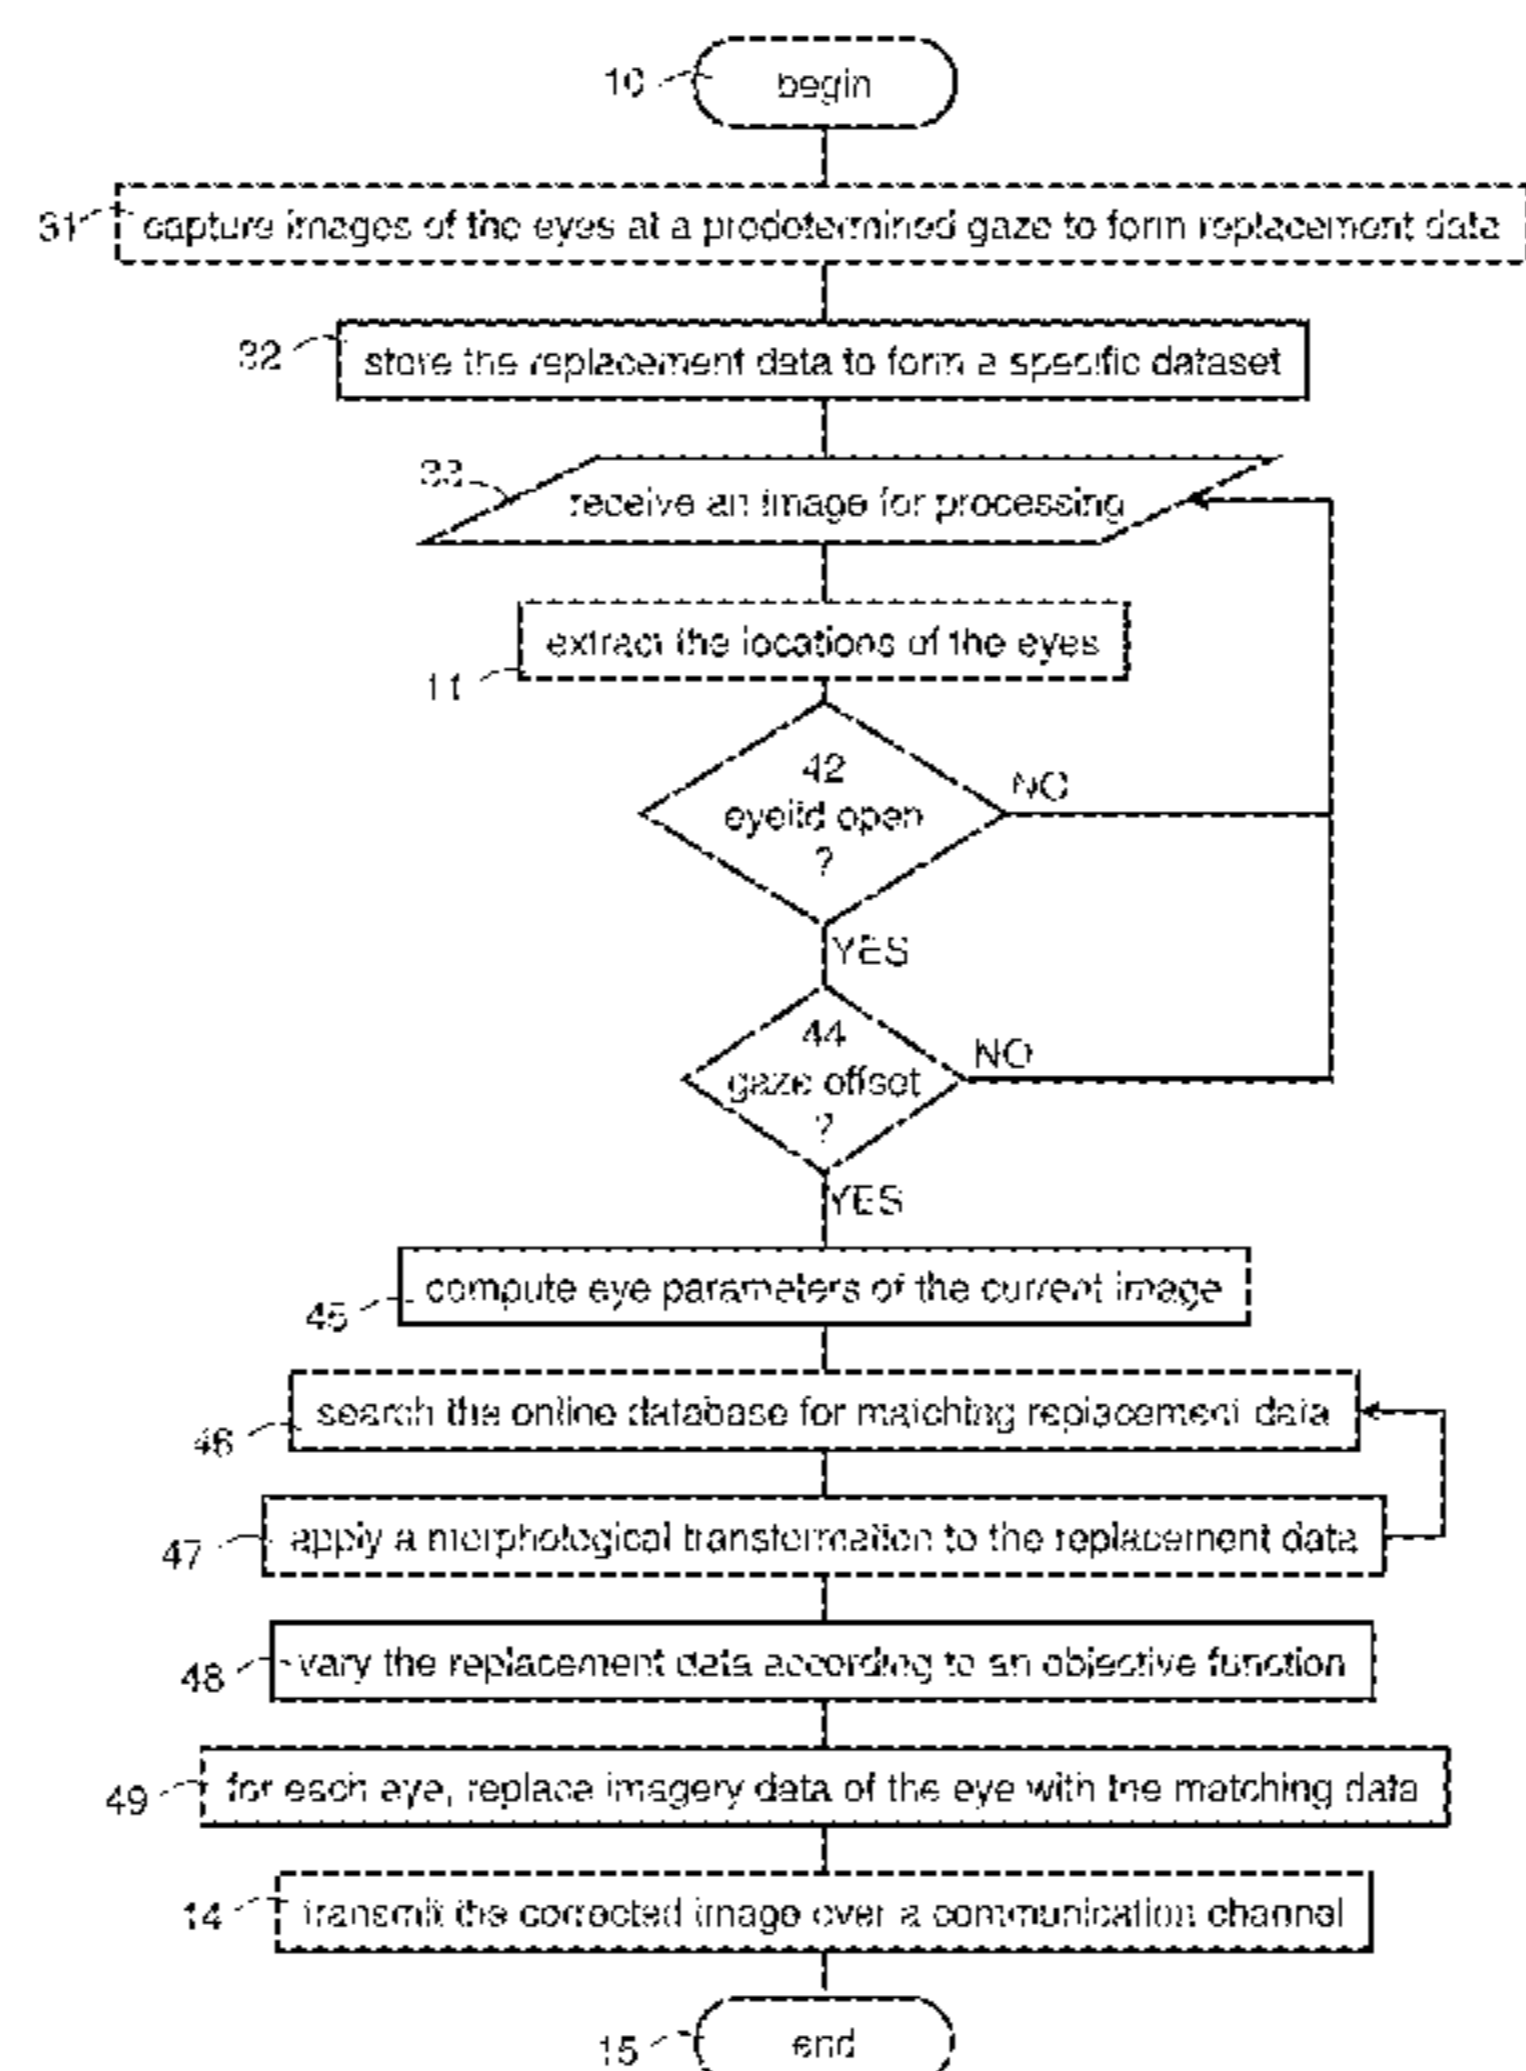 10 begin
31 capture images of the eyes at a predetermined gaze to form replacement data
32 store the replacement data to form a specific dataset
33 receive an image for processing
extract the locations of the eyes
11
42
eyelid open
?
NO
YES
44
gaze offset
?
NO
YES
compute eye parameters of the current image
45
search the online database for matching replacement data
46
apply a morphological transformation to the replacement data
47
vary the replacement data according to an objective function
48
for each eye, replace imagery data of the eye with the matching data
49
14 transmit the corrected image over a communication channel
15 end